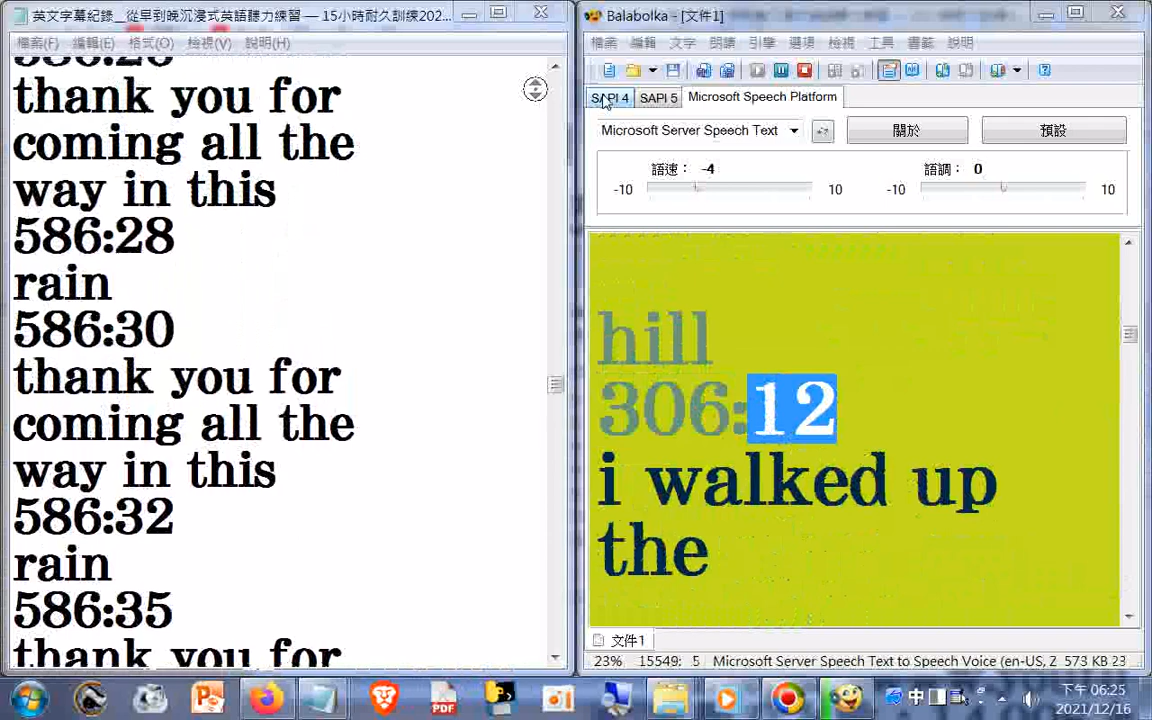 英文字幕紀錄__從早到晚沉浸式英語聽力練習 — 15小時耐久訓練202...
檔案(F) 編輯(E) 格式(O) 檢視(V) 說明(H)
586:26
thank you for
coming all the
way in this
586:28
rain
586:30
thank you for
coming all the
way in this
586:32
rain
586:35
thank you for
Balabolka - [文件1]
檔案 編輯 文字 朗讀 引擎 選項 檢視 工具 書籤 說明
SAPI 4 SAPI 5 Microsoft Speech Platform
Microsoft Server Speech Text
關於 預設
語速: -4 語調: 0
-10 10 -10 10
hill
306:12
i walked up
the
文件1
23% 15549: 5 Microsoft Server Speech Text to Speech Voice (en-US, Z 573 KB 23
中
下午 06:25
2021/12/16